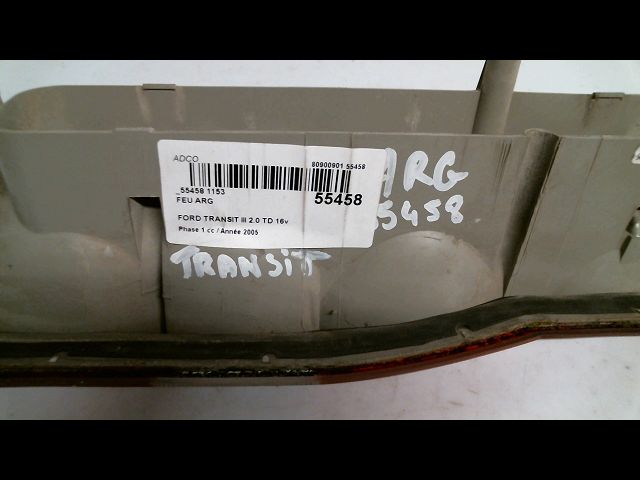 ADCO
80900901 55458
_55458 1153
55458
FEU ARG
FORD TRANSIT III 2.0 TD 16v
Phase 1 cc / Année 2005
ARG
55458
TRANSiT